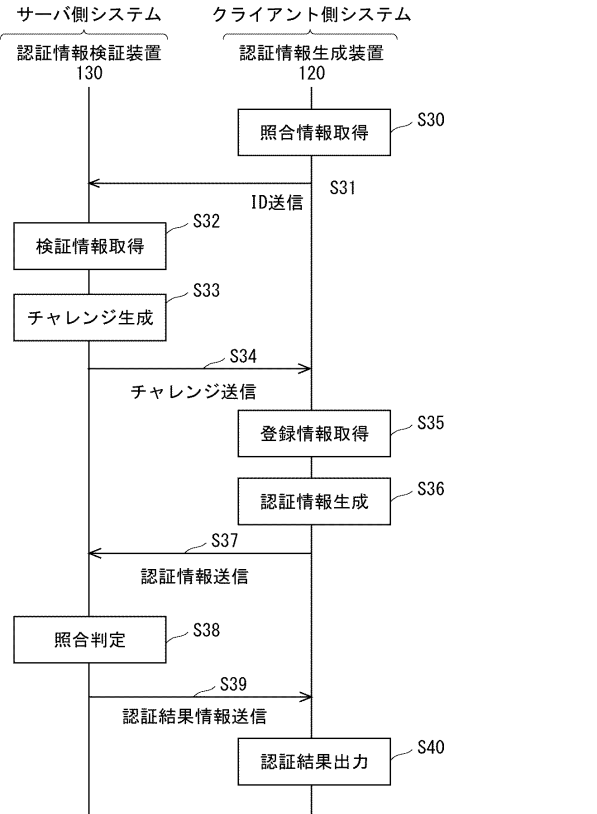 サーバ側システム
クライアント側システム
認証情報検証装置
130
認証情報生成装置
120
照合情報取得
S30
ID送信
S31
検証情報取得
S32
チャレンジ生成
S33
S34
チャレンジ送信
登録情報取得
S35
認証情報生成
S36
S37
認証情報送信
照合判定
S38
S39
認証結果情報送信
認証結果出力
S40